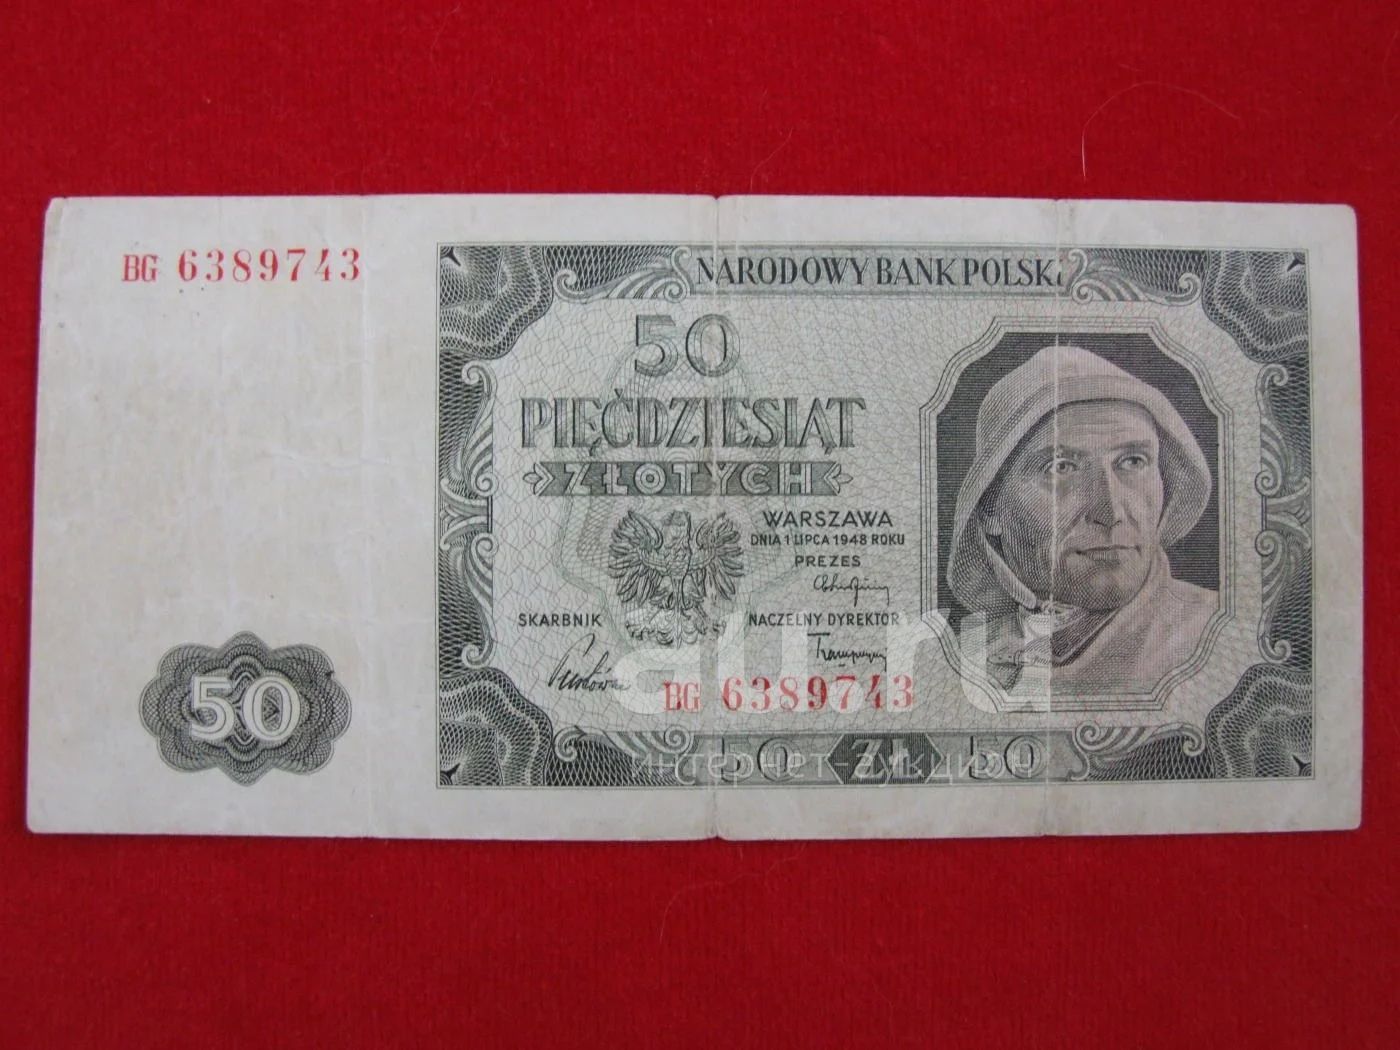 BG 6389743
NARODOWY BANK POLSKI
50
PIĘĆDZIESIĄT
ZŁOTYCH
WARSZAWA
DNIA 1 LIPCA 1948 ROKU
PREZES
SKARBNIK
NACZELNY DYREKTOR
BG 6389743
50
50 ZŁ 50
au.ru
интернет-аукцион